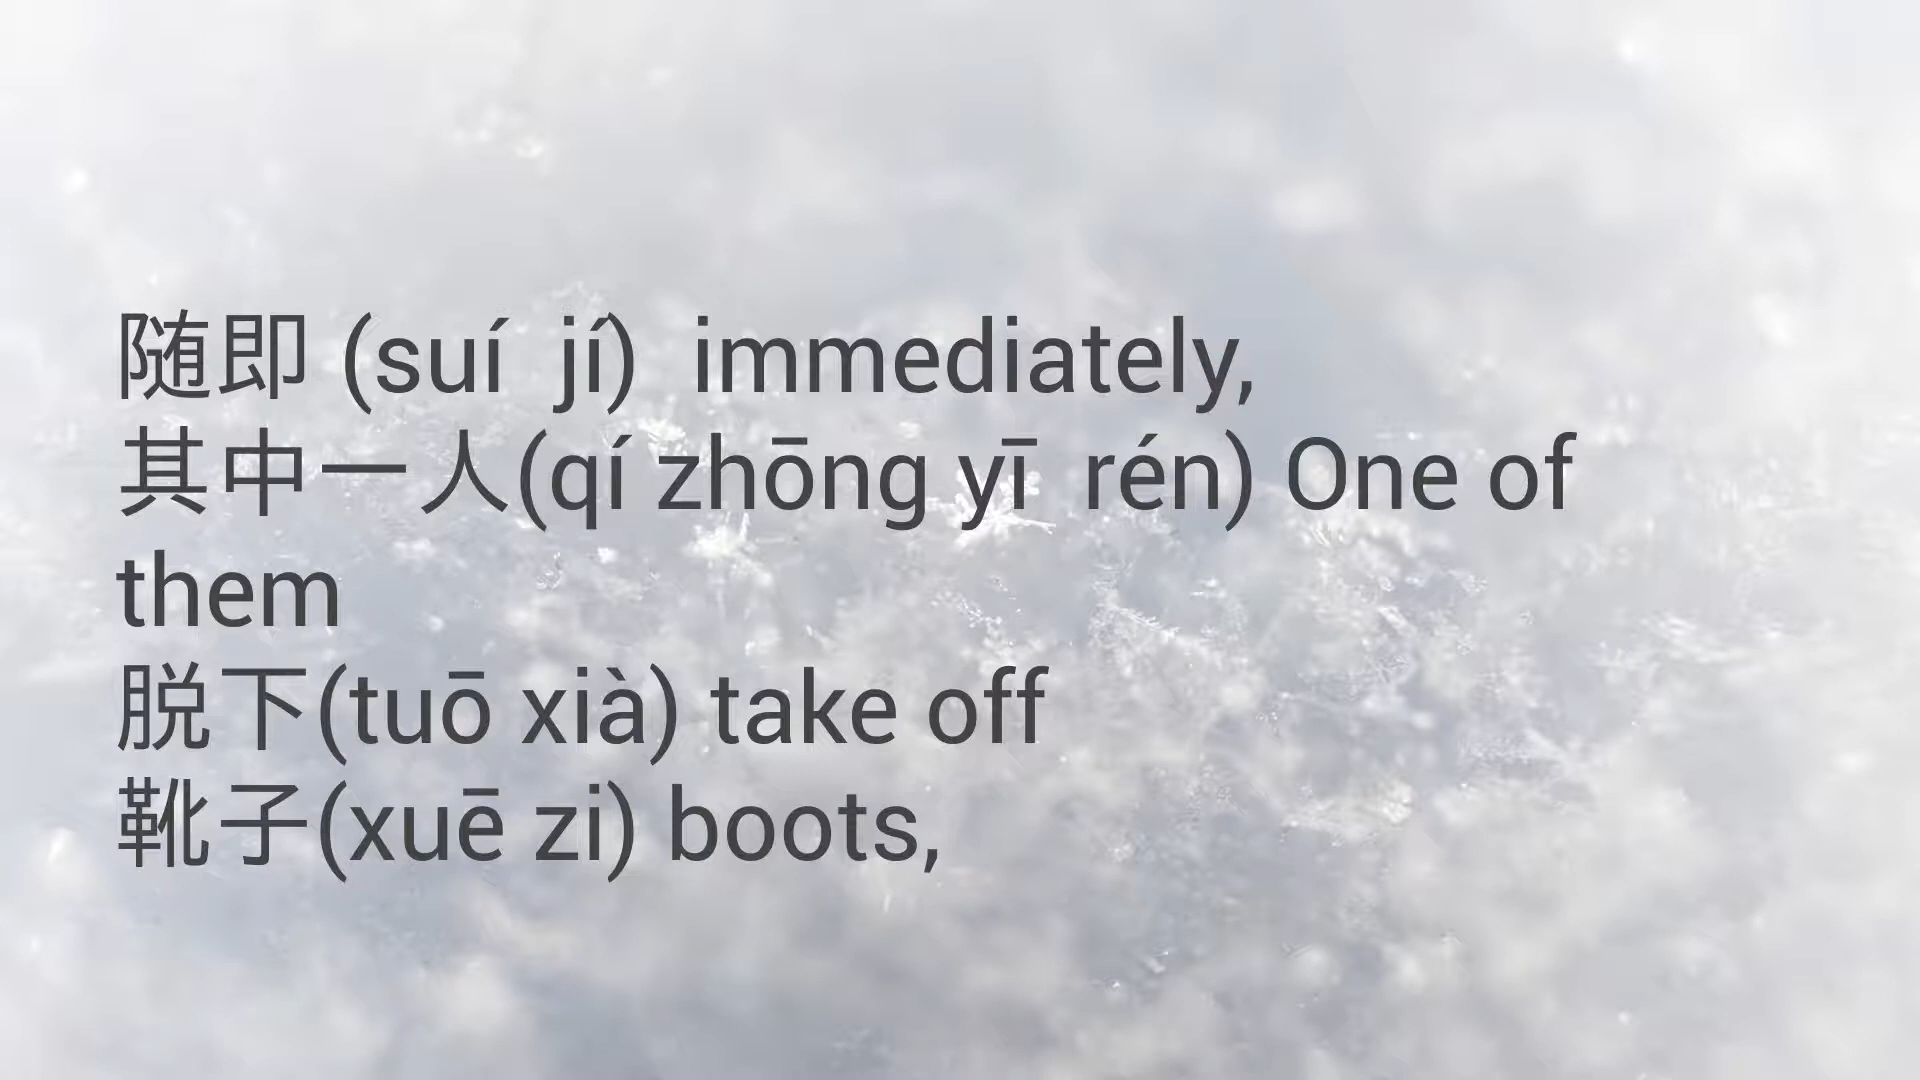 随即 (suí  jí)  immediately,
其中一人(qí zhōng yī  rén) One of
them
脱下(tuō xià) take off
靴子(xuē zi) boots,